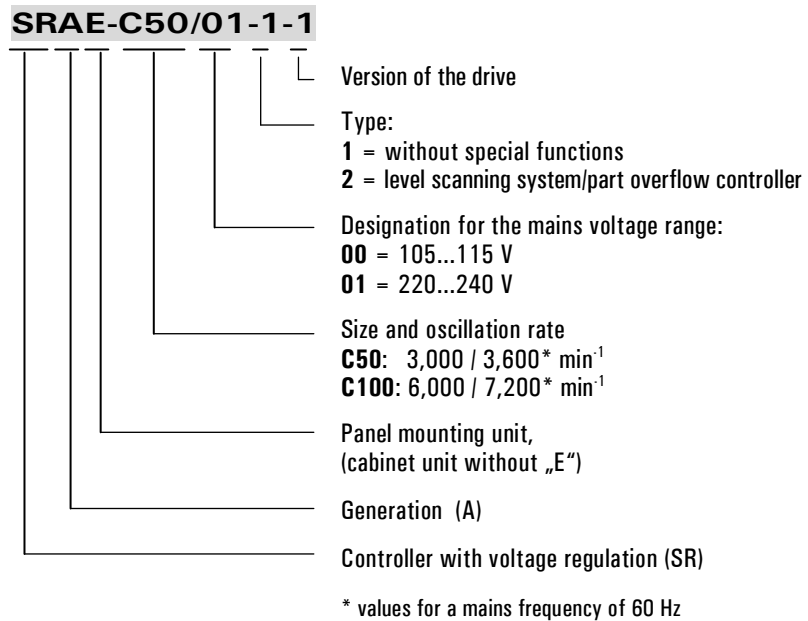 SRAE-C50/01-1-1
Version of the drive
Type:
1 = without special functions
2 = level scanning system/part overflow controller
Designation for the mains voltage range:
00 = 105...115 V
01 = 220...240 V
Size and oscillation rate
C50: 3,000 / 3,600* min⁻¹
C100: 6,000 / 7,200* min⁻¹
Panel mounting unit,
(cabinet unit without „E“)
Generation (A)
Controller with voltage regulation (SR)
* values for a mains frequency of 60 Hz